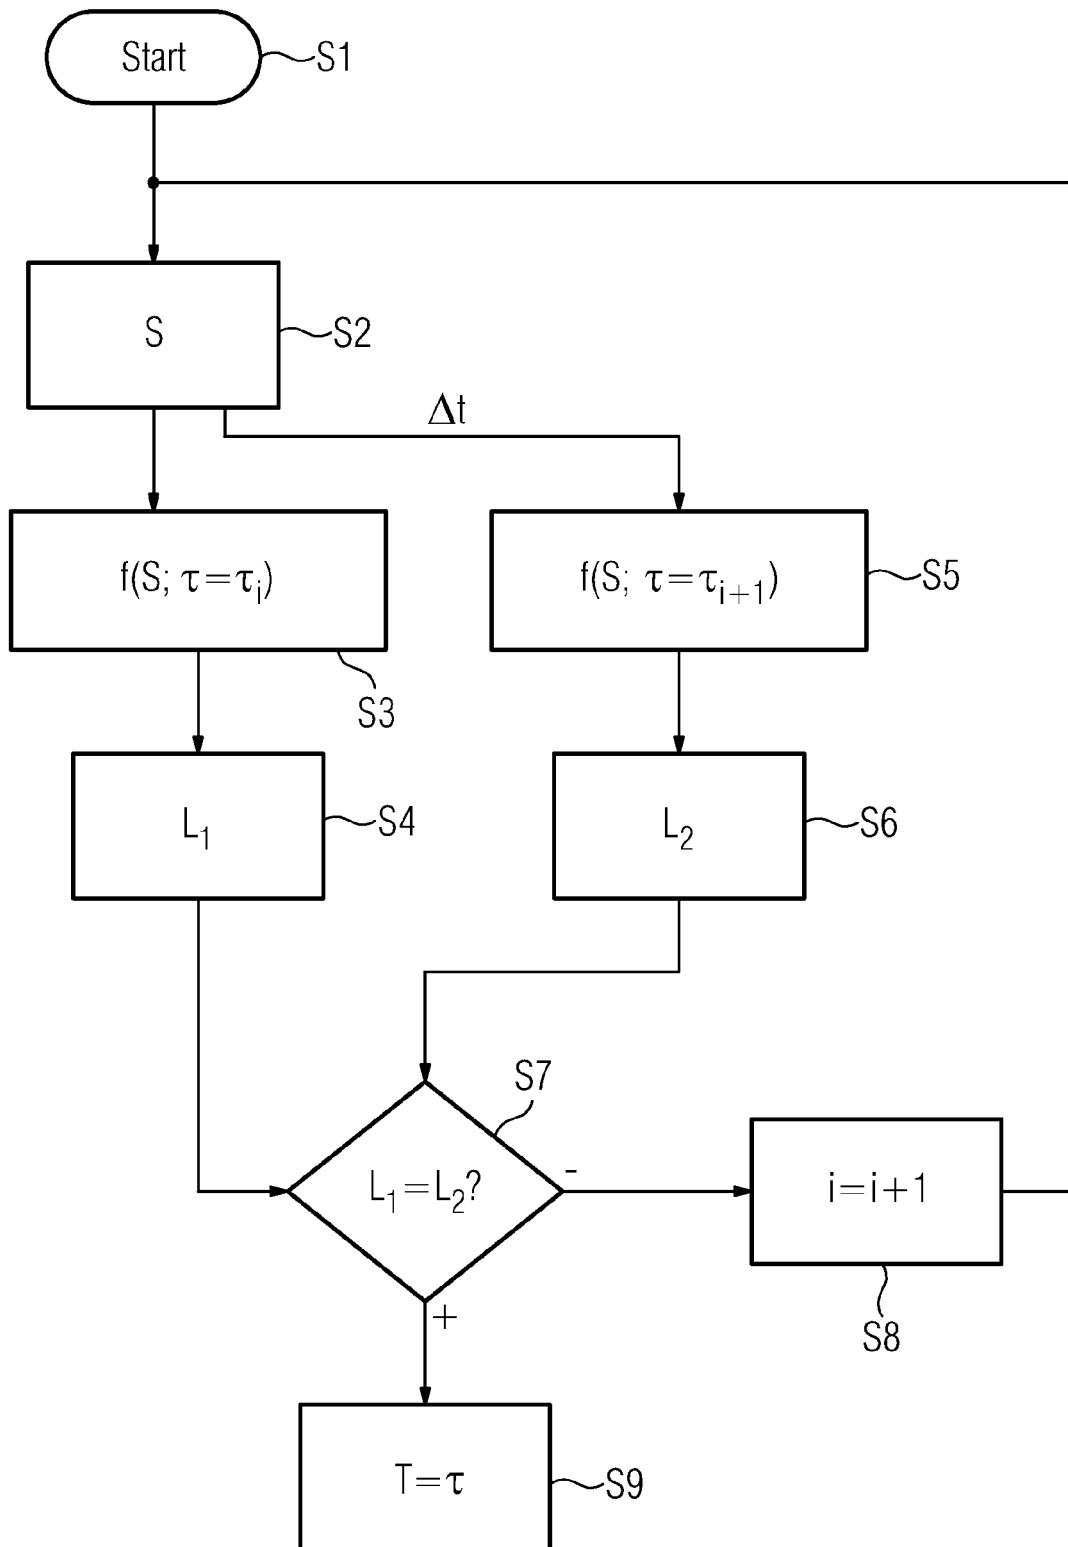 Start
S1
S
S2
Δt
f(S; τ=τᵢ)
S3
f(S; τ=τᵢ₊₁)
S5
L₁
S4
L₂
S6
S7
L₁=L₂?
-
+
i=i+1
S8
T=τ
S9